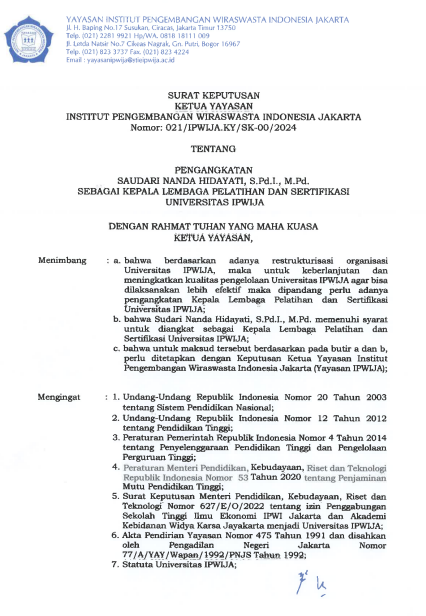 YAYASAN INSTITUT PENGEMBANGAN WIRASWASTA INDONESIA JAKARTA
Jl. H. Baping No.17 Susukan, Ciracas, Jakarta Timur 13750
Telp. (021) 2281 9921 Hp/WA. 0818 18111 009
Jl. Letda Natsir No.7 Cikeas Nagrak, Gn. Putri, Bogor 16967
Telp. (021) 823 3737 Fax. (021) 823 4224
Email : yayasanipwija@stieipwija.ac.id
SURAT KEPUTUSAN
KETUA YAYASAN
INSTITUT PENGEMBANGAN WIRASWASTA INDONESIA JAKARTA
Nomor: 021/IPWIJA.KY/SK-00/2024
TENTANG
PENGANGKATAN
SAUDARI NANDA HIDAYATI, S.Pd.I., M.Pd.
SEBAGAI KEPALA LEMBAGA PELATIHAN DAN SERTIFIKASI
UNIVERSITAS IPWIJA
DENGAN RAHMAT TUHAN YANG MAHA KUASA
KETUA YAYASAN,
Menimbang : a. bahwa berdasarkan adanya restrukturisasi organisasi
Universitas IPWIJA, maka untuk keberlanjutan dan
meningkatkan kualitas pengelolaan Universitas IPWIJA agar bisa
dilaksanakan lebih efektif maka dipandang perlu adanya
pengangkatan Kepala Lembaga Pelatihan dan Sertifikasi
Universitas IPWIJA;
b. bahwa Sudari Nanda Hidayati, S.Pd.I., M.Pd. memenuhi syarat
untuk diangkat sebagai Kepala Lembaga Pelatihan dan
Sertifikasi Universitas IPWIJA;
c. bahwa untuk maksud tersebut berdasarkan pada butir a dan b,
perlu ditetapkan dengan Keputusan Ketua Yayasan Institut
Pengembangan Wiraswasta Indonesia Jakarta (Yayasan IPWIJA);
Mengingat : 1. Undang-Undang Republik Indonesia Nomor 20 Tahun 2003
tentang Sistem Pendidikan Nasional;
2. Undang-Undang Republik Indonesia Nomor 12 Tahun 2012
tentang Pendidikan Tinggi;
3. Peraturan Pemerintah Republik Indonesia Nomor 4 Tahun 2014
tentang Penyelenggaraan Pendidikan Tinggi dan Pengelolaan
Perguruan Tinggi;
4. Peraturan Menteri Pendidikan, Kebudayaan, Riset dan Teknologi
Republik Indonesia Nomor 53 Tahun 2020 tentang Penjaminan
Mutu Pendidikan Tinggi;
5. Surat Keputusan Menteri Pendidikan, Kebudayaan, Riset dan
Teknologi Nomor 627/E/O/2022 tentang izin Penggabungan
Sekolah Tinggi Ilmu Ekonomi IPWI Jakarta dan Akademi
Kebidanan Widya Karsa Jayakarta menjadi Universitas IPWIJA;
6. Akta Pendirian Yayasan Nomor 475 Tahun 1991 dan disahkan
oleh Pengadilan Negeri Jakarta Nomor
77/A/YAY/Wapan/1992/PNJS Tahun 1992;
7. Statuta Universitas IPWIJA;